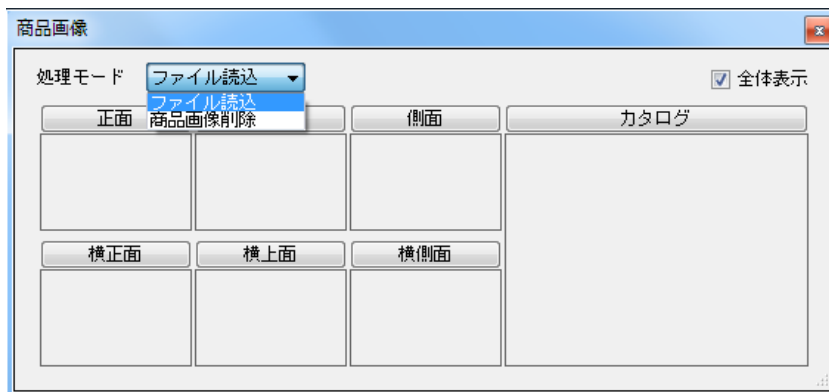 商品画像
処理モード ファイル読込 全体表示
ファイル読込
商品画像削除
正面 側面 カタログ
横正面 横上面 横側面